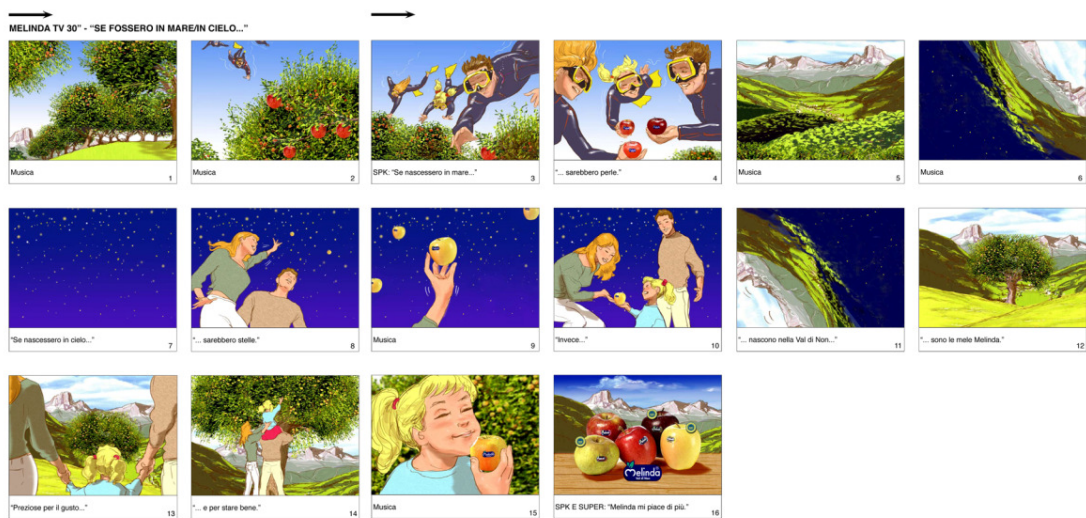 MELINDA TV 30” - “SE FOSSERO IN MARE/IN CIELO...”
Musica
1
Musica
2
SPK: “Se nascessero in mare...”
3
“... sarebbero perle.”
4
Musica
5
Musica
6
“Se nascessero in cielo...”
7
“... sarebbero stelle.”
8
Musica
9
“Invece...”
10
“... nascono nella Val di Non...”
11
“... sono le mele Melinda.”
12
“Preziose per il gusto...”
13
“... e per stare bene.”
14
Musica
15
Melinda
Val di Non
SPK E SUPER: “Melinda mi piace di più.”
16